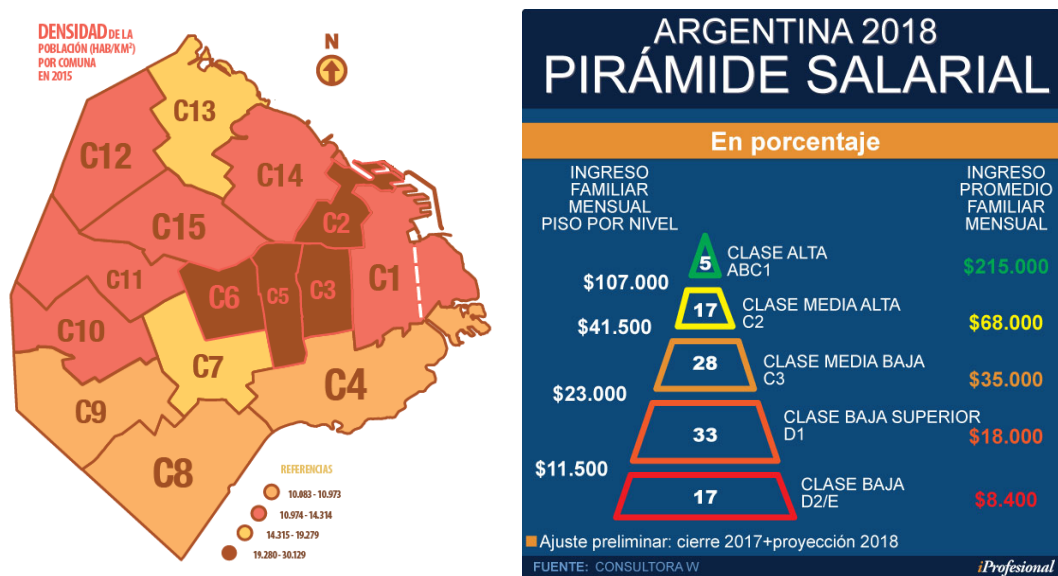 DENSIDAD DE LA
POBLACIÓN (HAB/KM²)
POR COMUNA
EN 2015
N
C13
C12
C14
C2
C15
C11
C6
C5
C3
C1
C10
C7
C4
C9
C8
REFERENCIAS
10.083 - 10.973
10.974 - 14.314
14.315 - 19.279
19.280 - 30.129
ARGENTINA 2018
PIRÁMIDE SALARIAL
En porcentaje
INGRESO
FAMILIAR
MENSUAL
PISO POR NIVEL
INGRESO
PROMEDIO
FAMILIAR
MENSUAL
5
CLASE ALTA
ABC1
$215.000
$107.000
17
CLASE MEDIA ALTA
C2
$68.000
$41.500
28
CLASE MEDIA BAJA
C3
$35.000
$23.000
33
CLASE BAJA SUPERIOR
D1
$18.000
$11.500
17
CLASE BAJA
D2/E
$8.400
Ajuste preliminar: cierre 2017+proyección 2018
FUENTE: CONSULTORA W
iProfesional